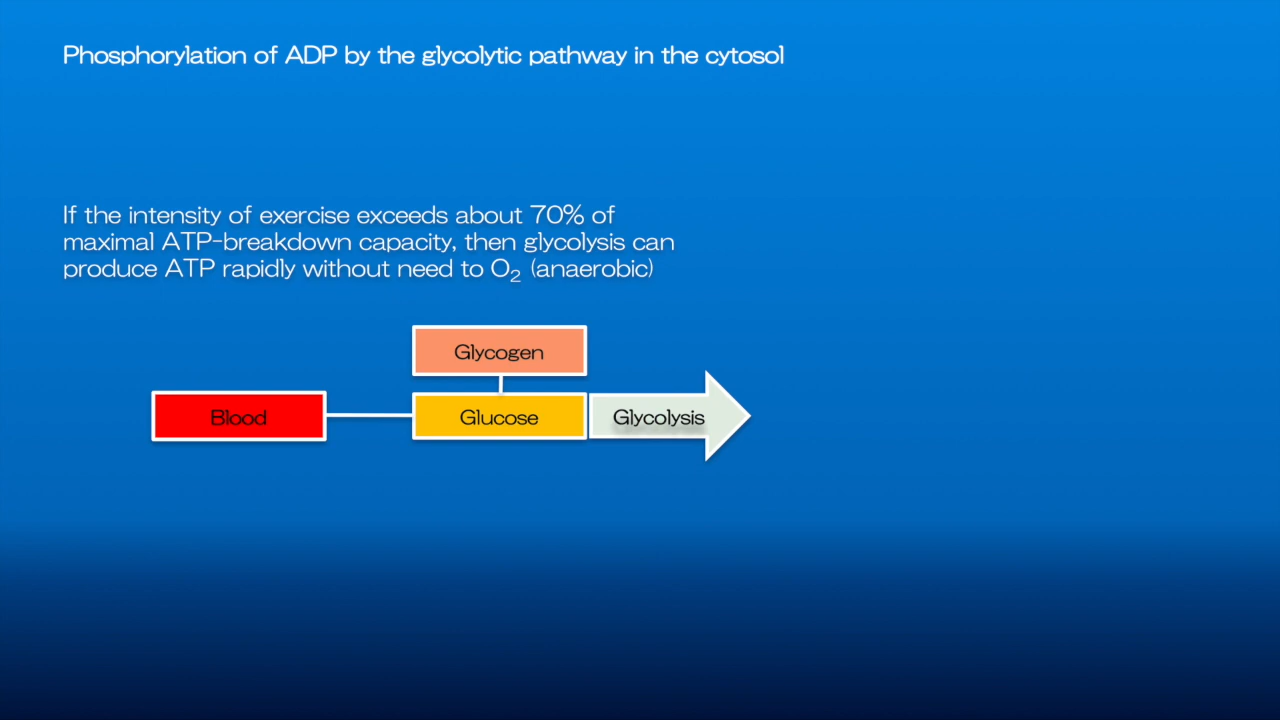 Phosphorylation of ADP by the glycolytic pathway in the cytosol
If the intensity of exercise exceeds about 70% of
maximal ATP-breakdown capacity, then glycolysis can
produce ATP rapidly without need to O₂ (anaerobic)
Glycogen
Blood
Glucose
Glycolysis